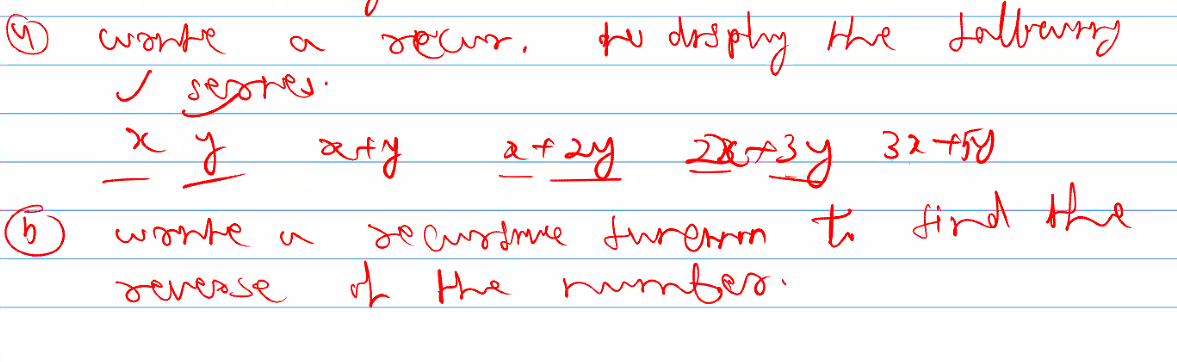 ④ write a recur. fu display the following
✓ series.
x y x+y x+2y 2x+3y 3x+5y
⑤ write a recursive function to find the
reverse of the number.